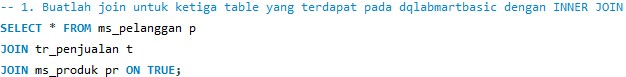 -- 1. Buatlah join untuk ketiga table yang terdapat pada dqlabmartbasic dengan INNER JOIN
SELECT * FROM ms_pelanggan p
JOIN tr_penjualan t
JOIN ms_produk pr ON TRUE;